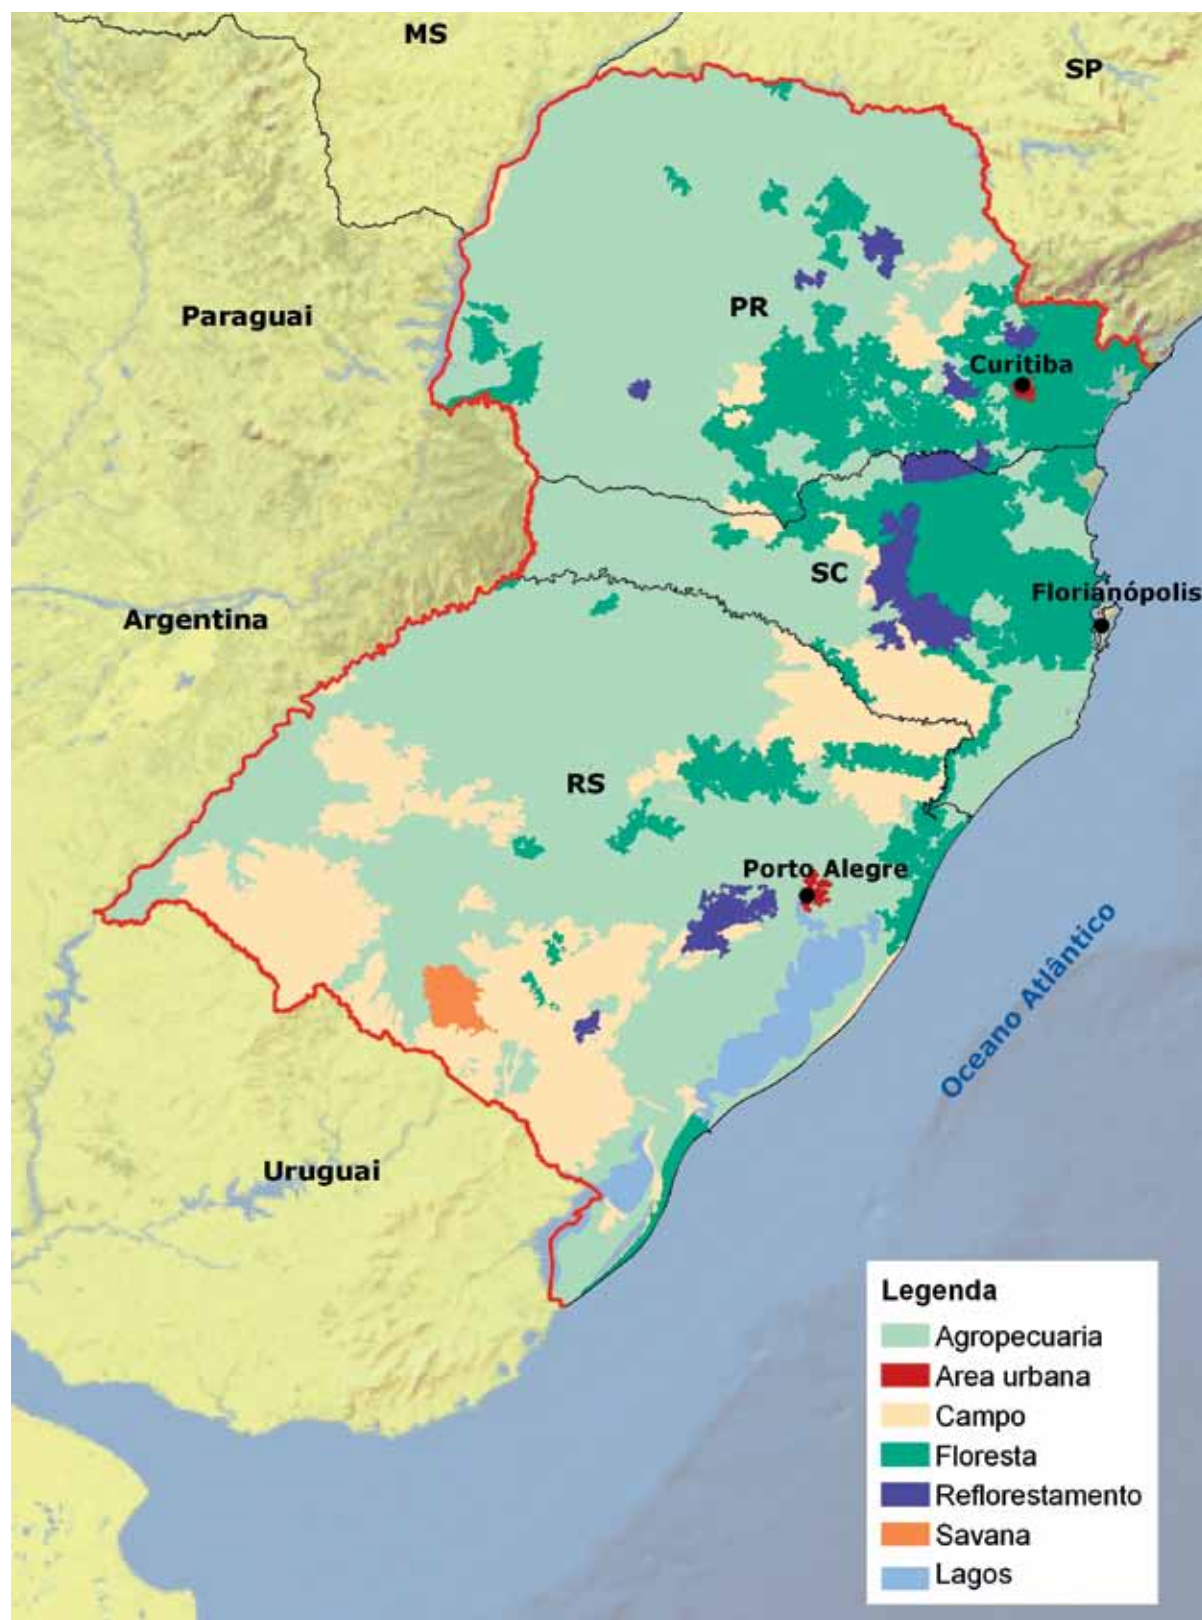 MS
SP
Paraguai
PR
Curitiba
SC
Florianópolis
Argentina
RS
Porto Alegre
Oceano Atlântico
Uruguai
Legenda
Agropecuaria
Area urbana
Campo
Floresta
Reflorestamento
Savana
Lagos